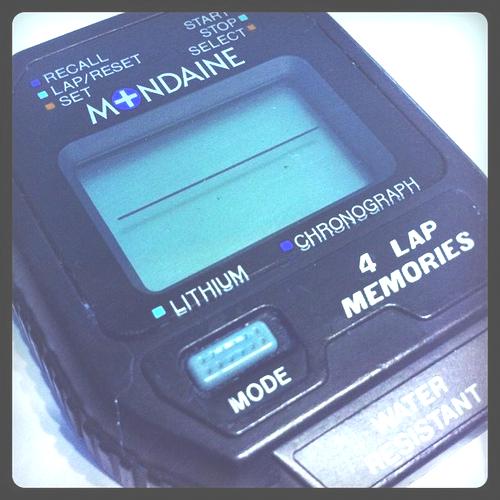 RECALL
LAP/RESET
SET
START
STOP
SELECT
MONDAINE
CHRONOGRAPH
LITHIUM
4 LAP
MEMORIES
MODE
WATER
RESISTANT